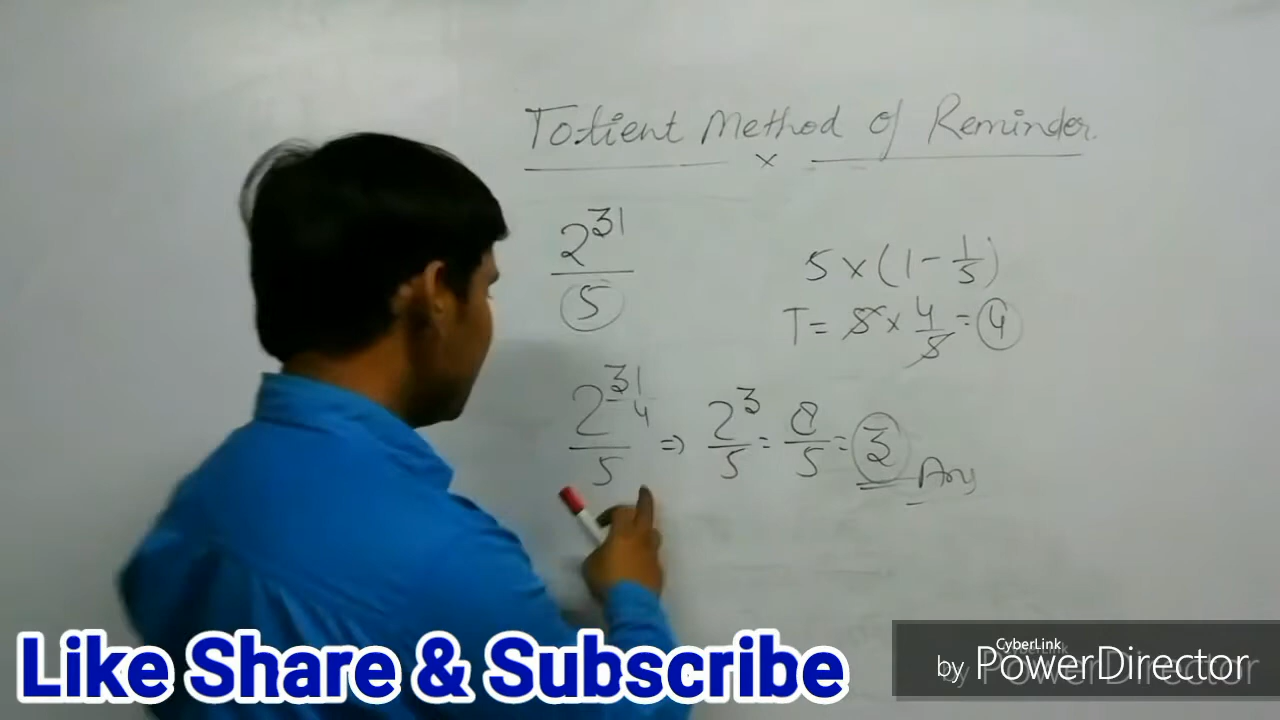 Totient Method of Reminder.
×
2^31
5
5 × (1 - 1/5)
T = 5 × 4/5 = 4
2^31/4 / 5 ⇒ 2^3/5 = 8/5 = 3 Ans
Like Share & Subscribe
CyberLink
by PowerDirector